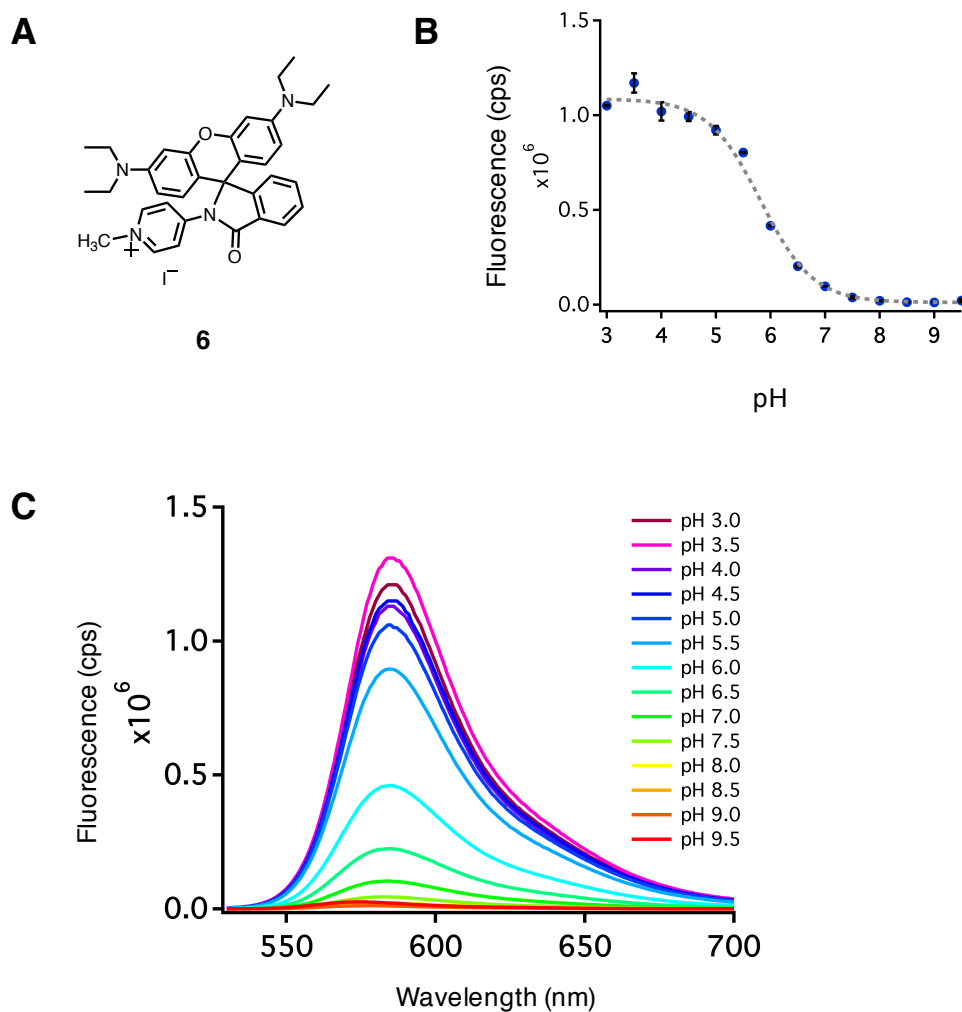 A
N
O
N
N
N
H₃C
+
O
I⁻
6
B
Fluorescence (cps)
x10⁶
1.5
1.0
0.5
0.0
3 4 5 6 7 8 9
pH
C
Fluorescence (cps)
x10⁶
1.5
1.0
0.5
0.0
550 600 650 700
Wavelength (nm)
pH 3.0
pH 3.5
pH 4.0
pH 4.5
pH 5.0
pH 5.5
pH 6.0
pH 6.5
pH 7.0
pH 7.5
pH 8.0
pH 8.5
pH 9.0
pH 9.5